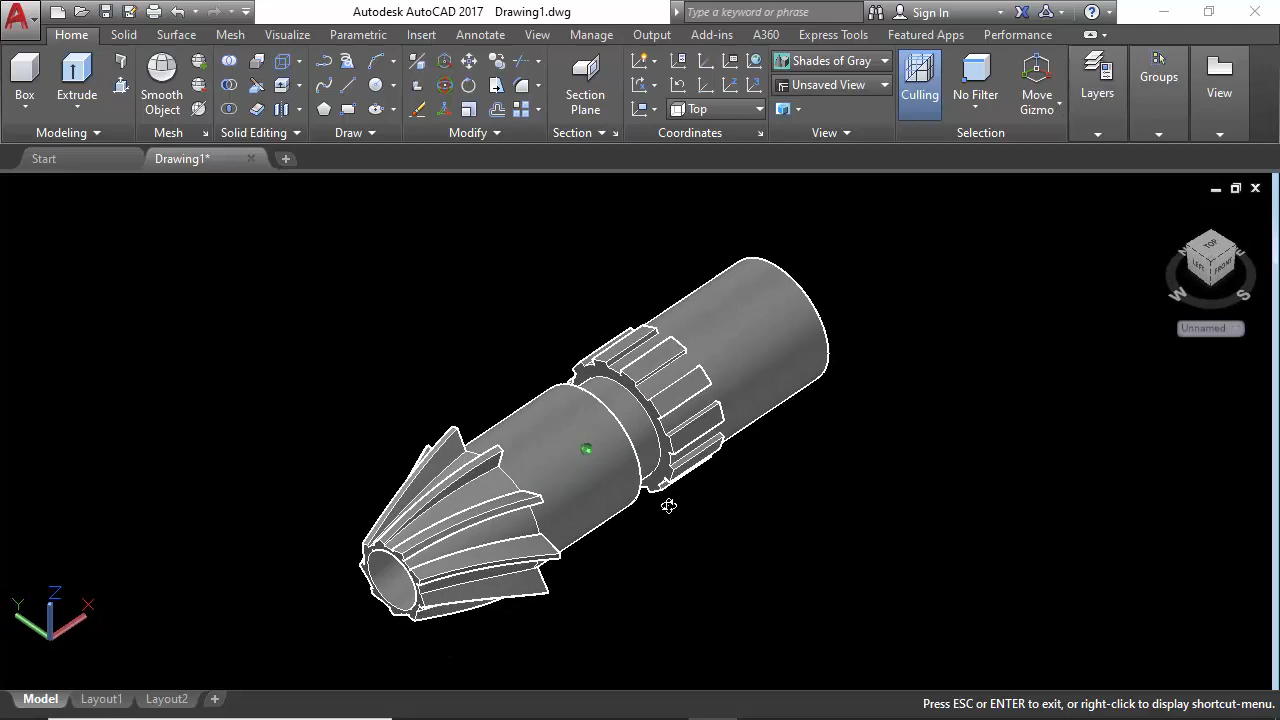 Autodesk AutoCAD 2017 Drawing1.dwg
Type a keyword or phrase
Sign In
Home Solid Surface Mesh Visualize Parametric Insert Annotate View Manage Output Add-ins A360 Express Tools Featured Apps Performance
Box
Extrude
Smooth
Object
Section
Plane
Top
Shades of Gray
Unsaved View
Culling
No Filter
Move
Gizmo
Layers
Groups
View
Modeling Mesh Solid Editing Draw Modify Section Coordinates View Selection
Start Drawing1*
TOP
LEFT FRONT
N E
W S
Unnamed
Z
Y X
Model Layout1 Layout2
Press ESC or ENTER to exit, or right-click to display shortcut-menu.